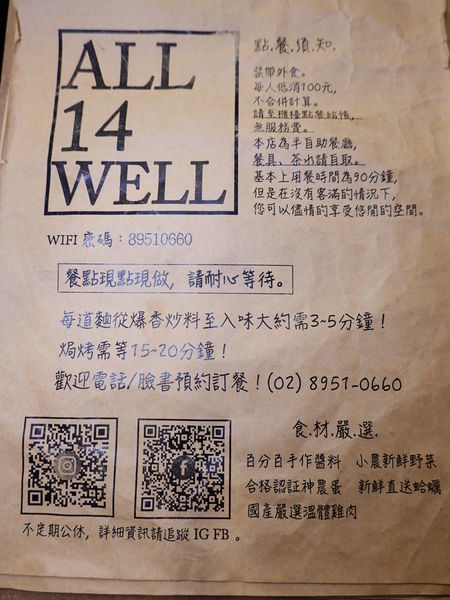 ALL
14
WELL
點.餐.須.知.
禁帶外食。
每人低消100元，
不合併計算。
請至櫃檯點餐結帳，
無服務費。
本店為半自助餐廳，
餐具、茶水請自取。
基本上用餐時間為90分鐘，
但是在沒有客滿的情況下，
您可以儘情的享受悠閒的空間。
WIFI 密碼：89510660
餐點現點現做，請耐心等待。
每道麵從爆香炒料至入味大約需3~5分鐘！
焗烤需等15~20分鐘！
歡迎電話/臉書預約訂餐！(02) 8951-0660
食.材.嚴.選.
百分百手作醬料 小農新鮮野菜
合格認証神農蛋 新鮮直送蛤蠣
國產嚴選溫體雞肉
不定期公休，詳細資訊請追蹤 IG FB 。